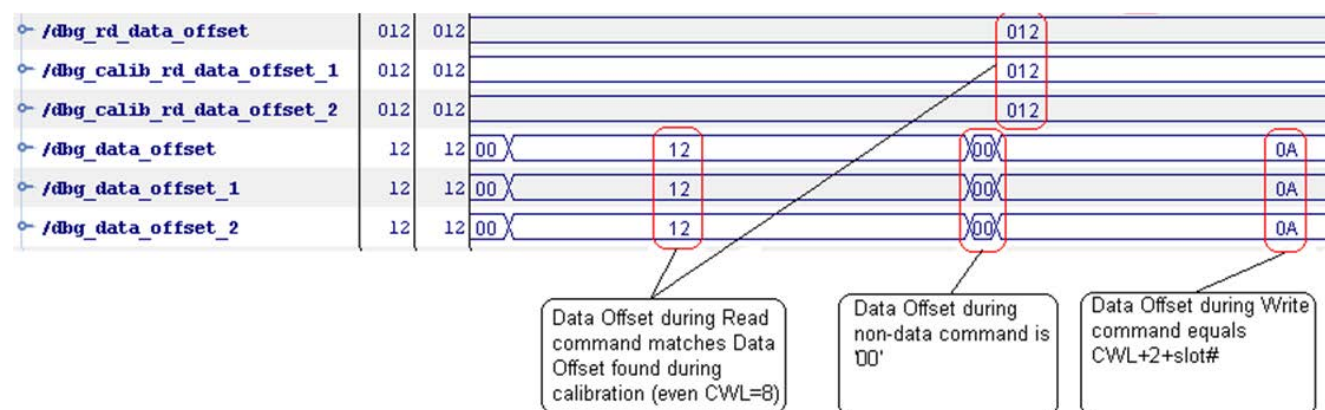 /dbg_rd_data_offset 012 012 012
/dbg_calib_rd_data_offset_1 012 012 012
/dbg_calib_rd_data_offset_2 012 012 012
/dbg_data_offset 12 12 00 12 00 0A
/dbg_data_offset_1 12 12 00 12 00 0A
/dbg_data_offset_2 12 12 00 12 00 0A
Data Offset during Read
command matches Data
Offset found during
calibration (even CWL=8)
Data Offset during
non-data command is
'00'
Data Offset during Write
command equals
CWL+2+slot#